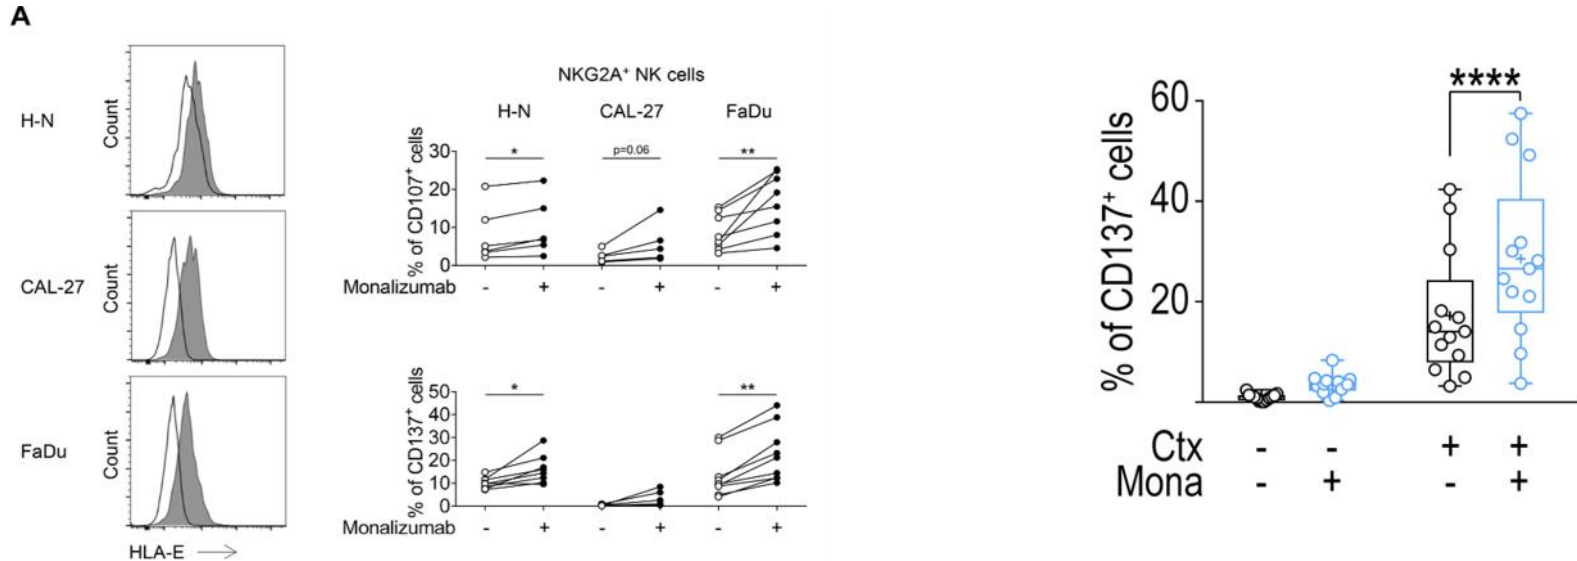 A
H-N
Count
CAL-27
Count
FaDu
Count
HLA-E
NKG2A⁺ NK cells
H-N CAL-27 FaDu
% of CD107⁺ cells
30
20
10
0
* p=0.06 **
Monalizumab - + - + - +
% of CD137⁺ cells
50
40
30
20
10
0
* **
Monalizumab - + - + - +
% of CD137⁺ cells
60
40
20
****
Ctx - - + +
Mona - + - +